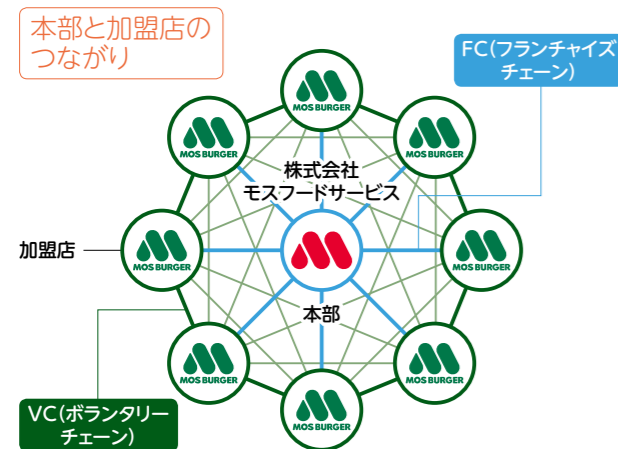 本部と加盟店の
つながり
FC(フランチャイズ
チェーン)
MOS BURGER
MOS BURGER
MOS BURGER
株式会社
モスフードサービス
加盟店
MOS BURGER
MOS BURGER
本部
MOS BURGER
MOS BURGER
MOS BURGER
VC(ボランタリー
チェーン)